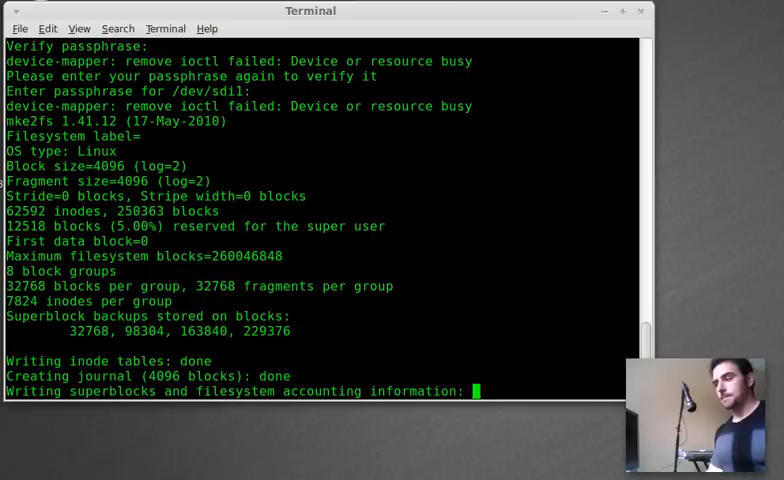 Terminal
File Edit View Search Terminal Help
Verify passphrase:
device-mapper: remove ioctl failed: Device or resource busy
Please enter your passphrase again to verify it
Enter passphrase for /dev/sdi1:
device-mapper: remove ioctl failed: Device or resource busy
mke2fs 1.41.12 (17-May-2010)
Filesystem label=
OS type: Linux
Block size=4096 (log=2)
Fragment size=4096 (log=2)
Stride=0 blocks, Stripe width=0 blocks
62592 inodes, 250363 blocks
12518 blocks (5.00%) reserved for the super user
First data block=0
Maximum filesystem blocks=260046848
8 block groups
32768 blocks per group, 32768 fragments per group
7824 inodes per group
Superblock backups stored on blocks:
32768, 98304, 163840, 229376
Writing inode tables: done
Creating journal (4096 blocks): done
Writing superblocks and filesystem accounting information: